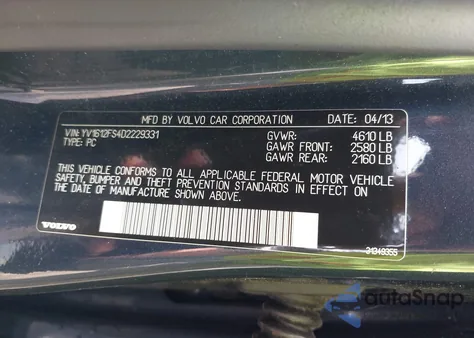 MFD BY VOLVO CAR CORPORATION DATE: 04/13
VIN: YV1612FS4D2229331 GVWR: 4610 LB
TYPE: PC GAWR FRONT: 2580 LB
GAWR REAR: 2160 LB
THIS VEHICLE CONFORMS TO ALL APPLICABLE FEDERAL MOTOR VEHICLE
SAFETY, BUMPER AND THEFT PREVENTION STANDARDS IN EFFECT ON
THE DATE OF MANUFACTURE SHOWN ABOVE.
VOLVO 31349355
autoSnap